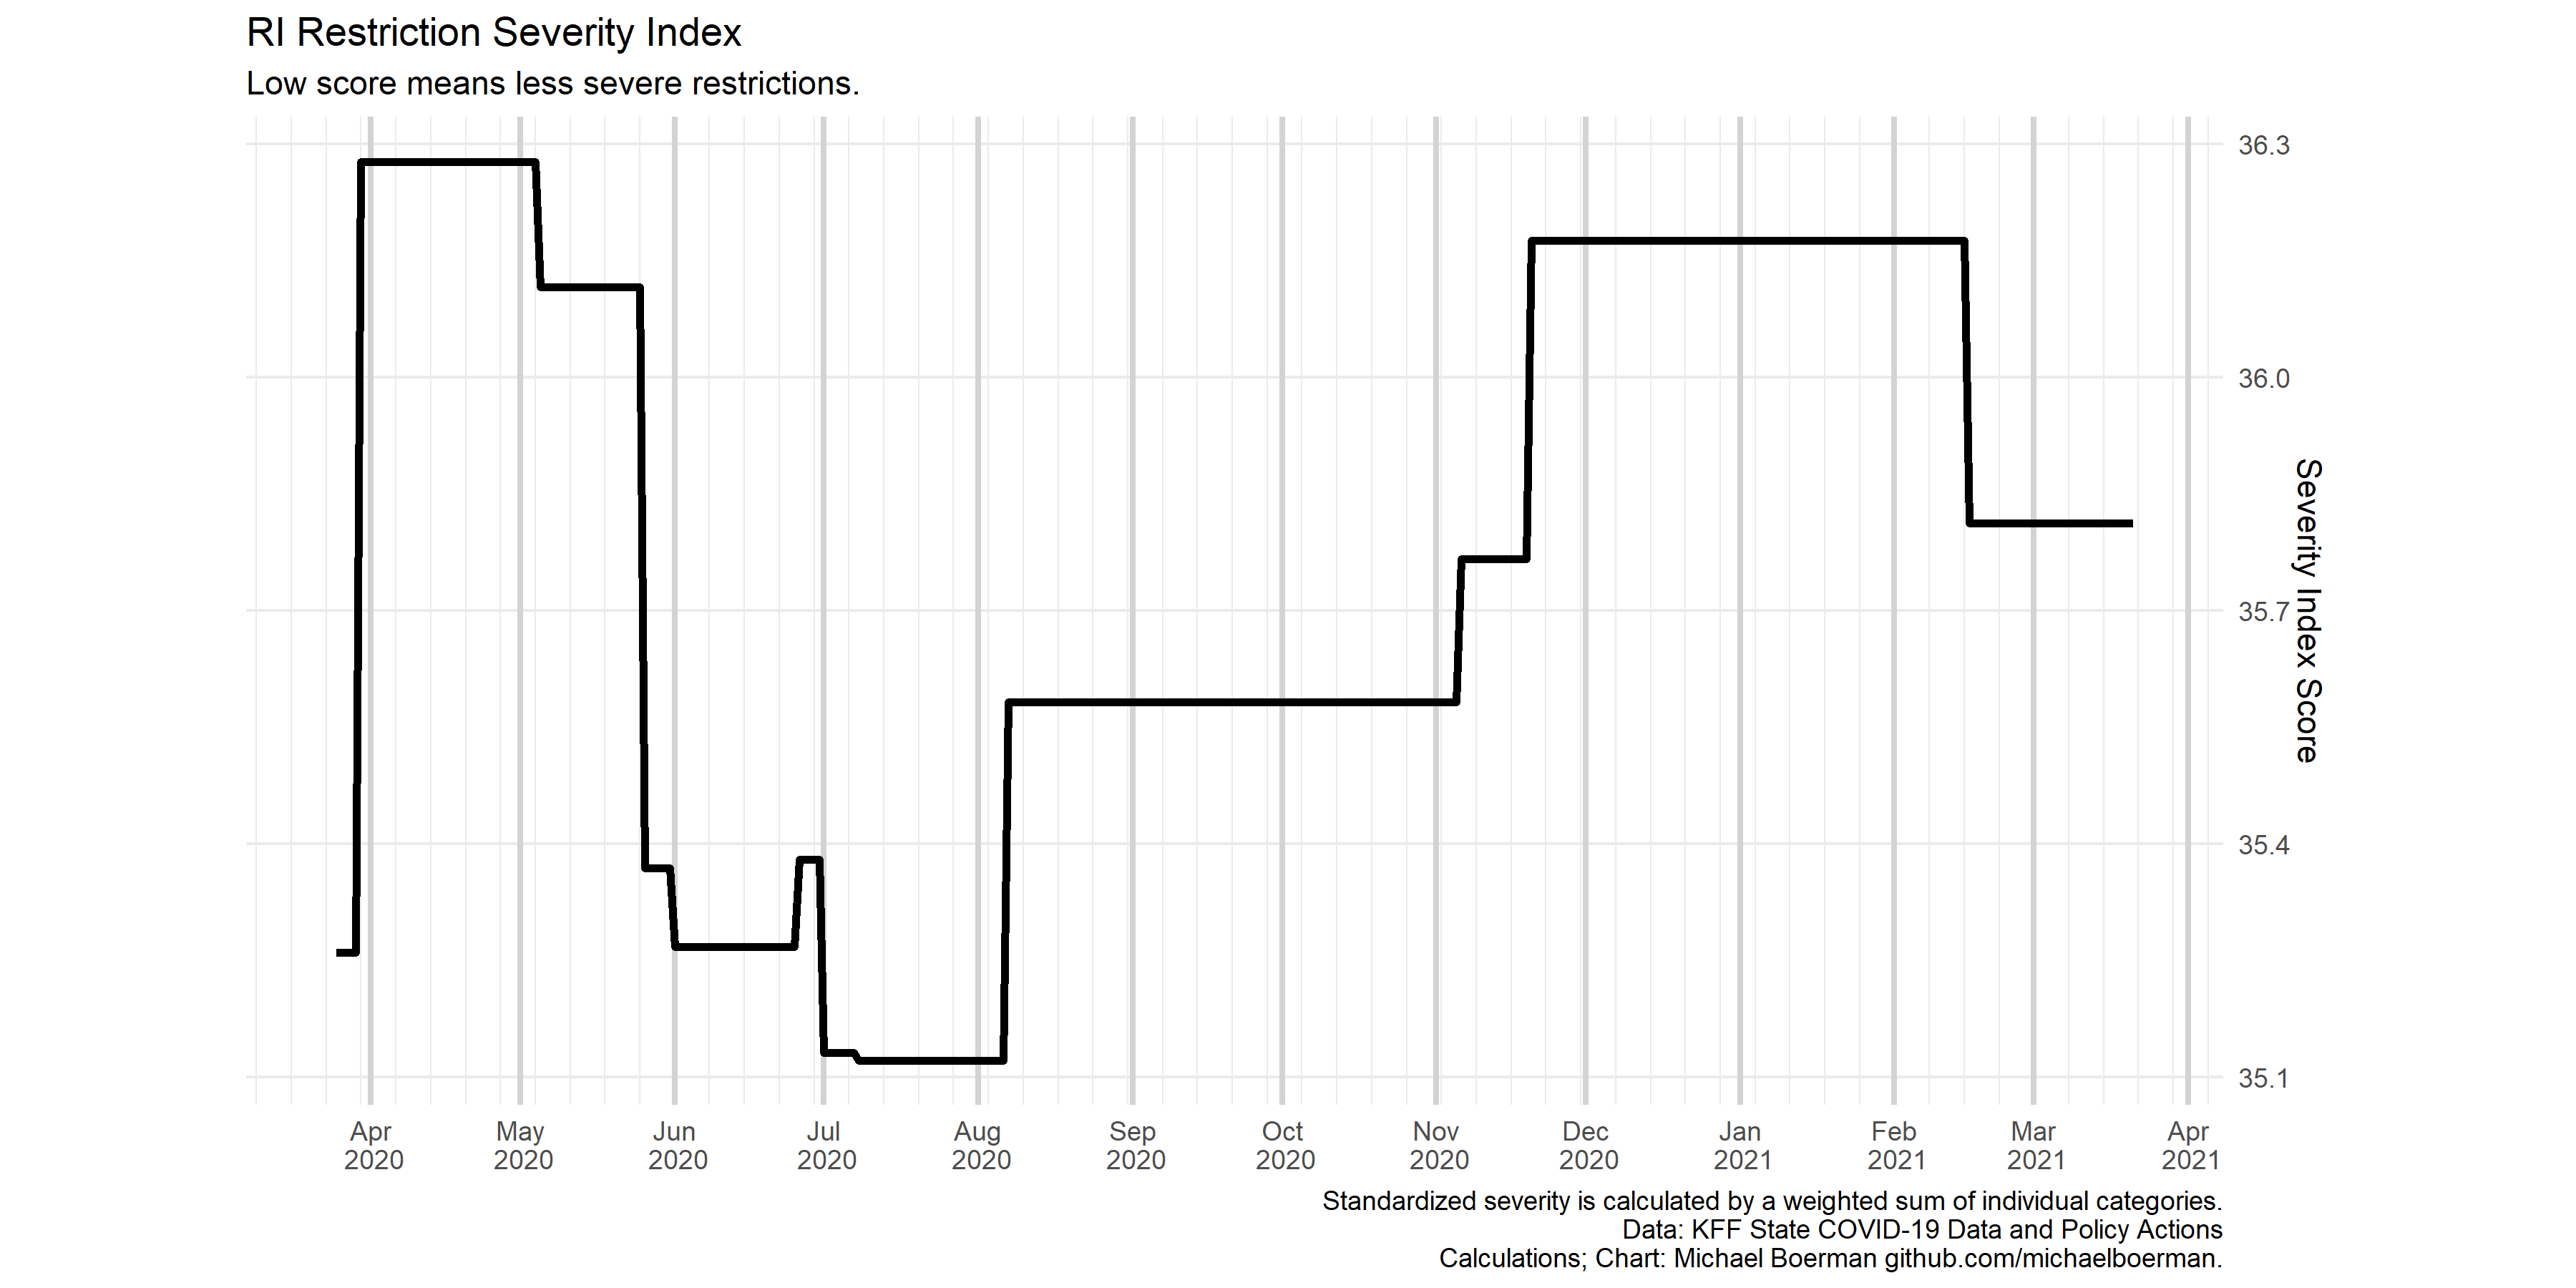 RI Restriction Severity Index
Low score means less severe restrictions.
36.3
36.0
35.7
35.4
35.1
Severity Index Score
Apr May Jun Jul Aug Sep Oct Nov Dec Jan Feb Mar Apr
2020 2020 2020 2020 2020 2020 2020 2020 2020 2021 2021 2021 2021
Standardized severity is calculated by a weighted sum of individual categories.
Data: KFF State COVID-19 Data and Policy Actions
Calculations; Chart: Michael Boerman github.com/michaelboerman.